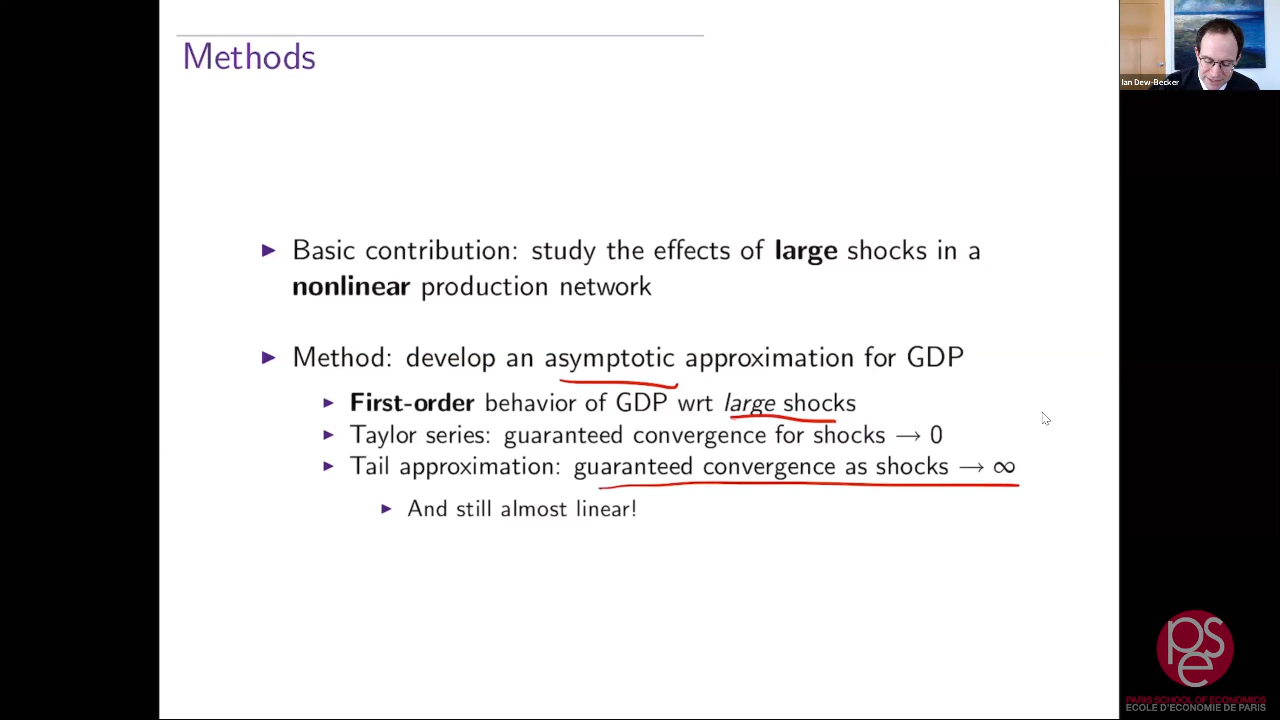 Methods
Ian Dew-Becker
► Basic contribution: study the effects of large shocks in a
nonlinear production network
► Method: develop an asymptotic approximation for GDP
► First-order behavior of GDP wrt large shocks
► Taylor series: guaranteed convergence for shocks → 0
► Tail approximation: guaranteed convergence as shocks → ∞
► And still almost linear!
pse
PARIS SCHOOL OF ECONOMICS
ECOLE D'ECONOMIE DE PARIS